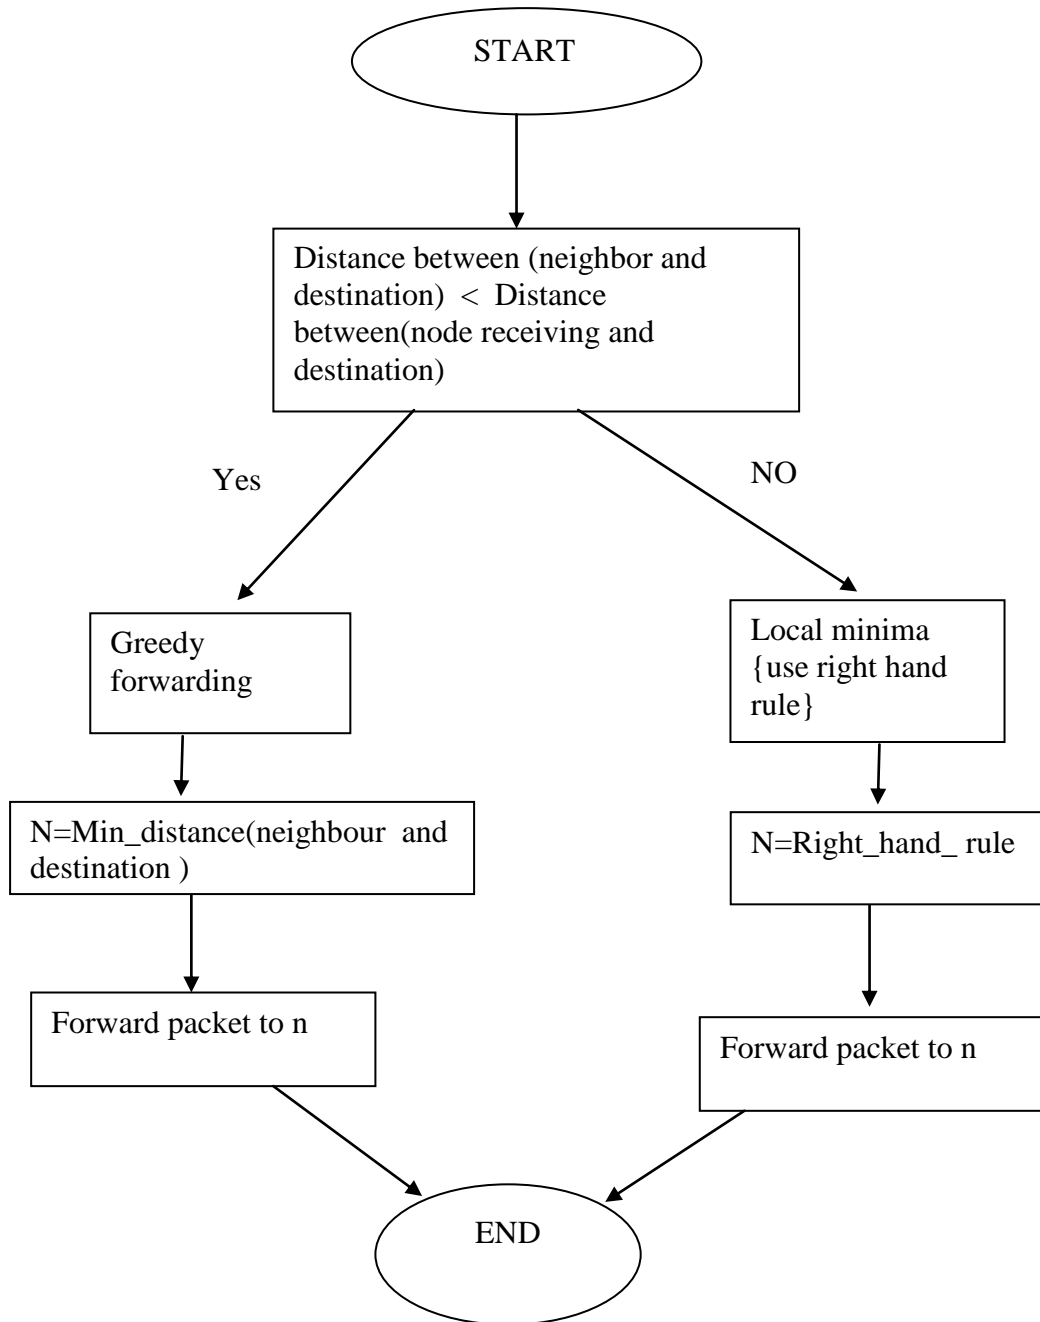 START
Distance between (neighbor and
destination) < Distance
between(node receiving and
destination)
Yes
NO
Greedy
forwarding
Local minima
{use right hand
rule}
N=Min_distance(neighbour and
destination )
N=Right_hand_ rule
Forward packet to n
Forward packet to n
END